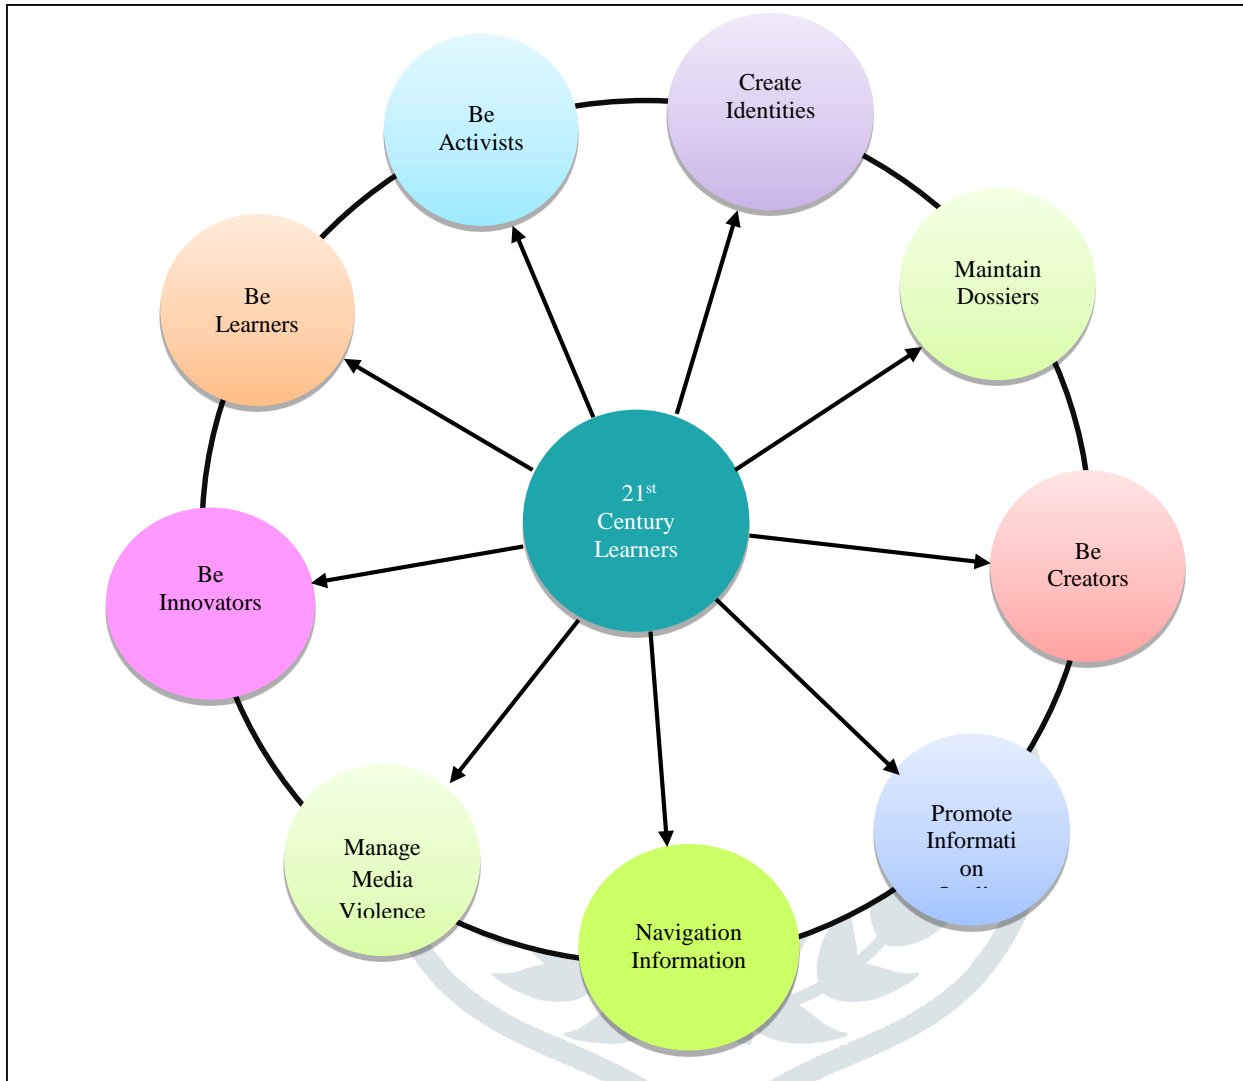 Create
Identities
Be
Activists
Maintain
Dossiers
Be
Learners
21st
Century
Learners
Be
Creators
Be
Innovators
Promote
Informati
on
Manage
Media
Violence
Navigation
Information